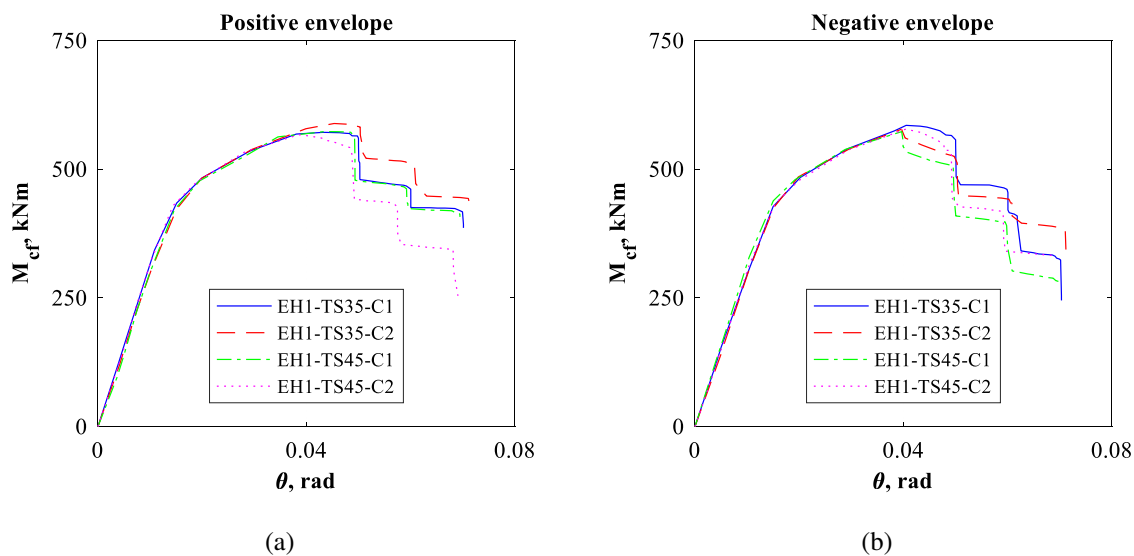 Positive envelope
750
500
250
0
M_cf, kNm
EH1-TS35-C1
EH1-TS35-C2
EH1-TS45-C1
EH1-TS45-C2
0 0.04 0.08
θ, rad
(a)
Negative envelope
750
500
250
0
M_cf, kNm
EH1-TS35-C1
EH1-TS35-C2
EH1-TS45-C1
EH1-TS45-C2
0 0.04 0.08
θ, rad
(b)